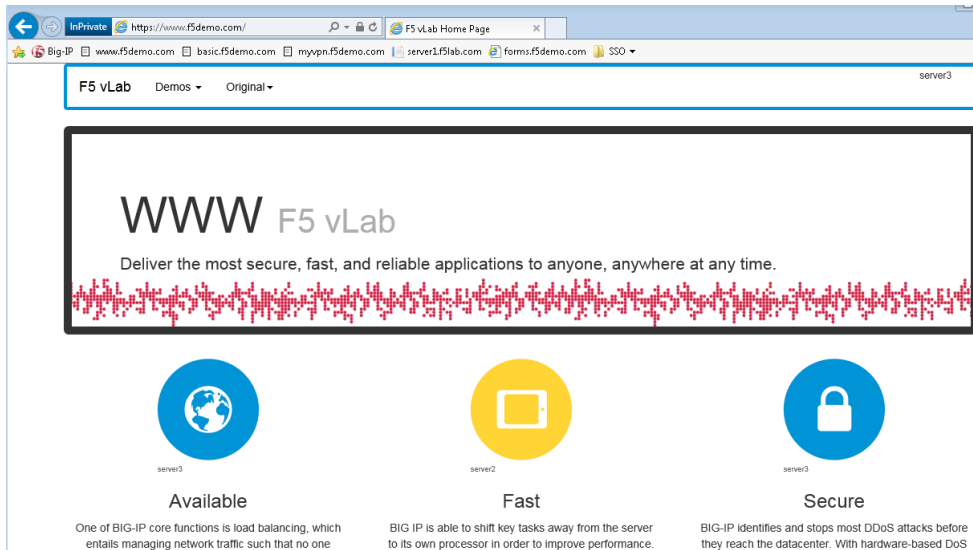 InPrivate https://www.f5demo.com/ F5 vLab Home Page
Big-IP www.f5demo.com basic.f5demo.com myvpn.f5demo.com server1.f5lab.com forms.f5demo.com SSO
server3
F5 vLab Demos Original
WWW F5 vLab
Deliver the most secure, fast, and reliable applications to anyone, anywhere at any time.
server3
Available
One of BIG-IP core functions is load balancing, which
entails managing network traffic such that no one
server2
Fast
BIG IP is able to shift key tasks away from the server
to its own processor in order to improve performance.
server3
Secure
BIG-IP identifies and stops most DDoS attacks before
they reach the datacenter. With hardware-based DoS